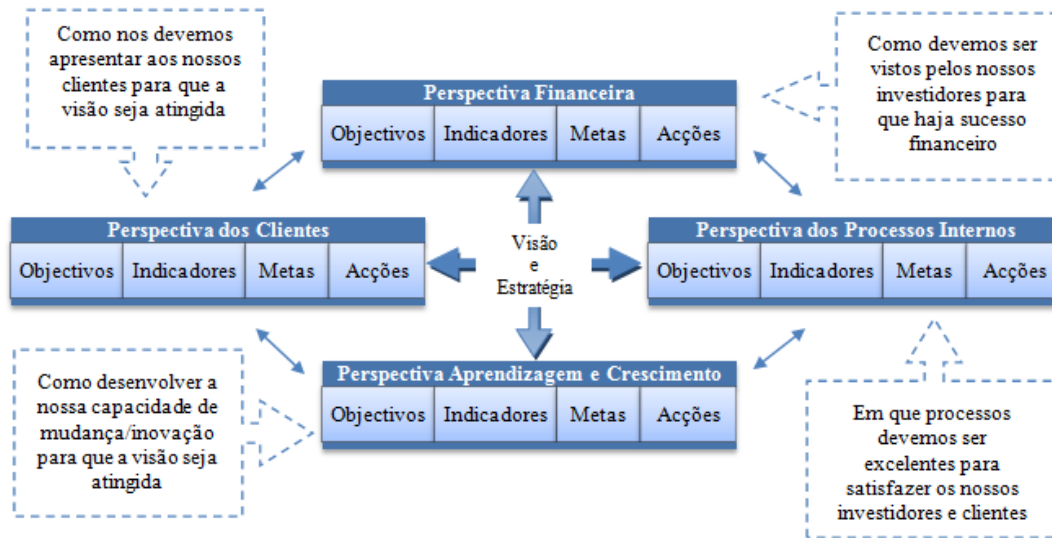 Como nos devemos
apresentar aos nossos
clientes para que a
visão seja atingida
Como devemos ser
vistos pelos nossos
investidores para
que haja sucesso
financeiro
Perspectiva Financeira
Objectivos Indicadores Metas Acções
Perspectiva dos Clientes
Objectivos Indicadores Metas Acções
Visão
e
Estratégia
Perspectiva dos Processos Internos
Objectivos Indicadores Metas Acções
Perspectiva Aprendizagem e Crescimento
Objectivos Indicadores Metas Acções
Como desenvolver a
nossa capacidade de
mudança/inovação
para que a visão seja
atingida
Em que processos
devemos ser
excelentes para
satisfazer os nossos
investidores e clientes